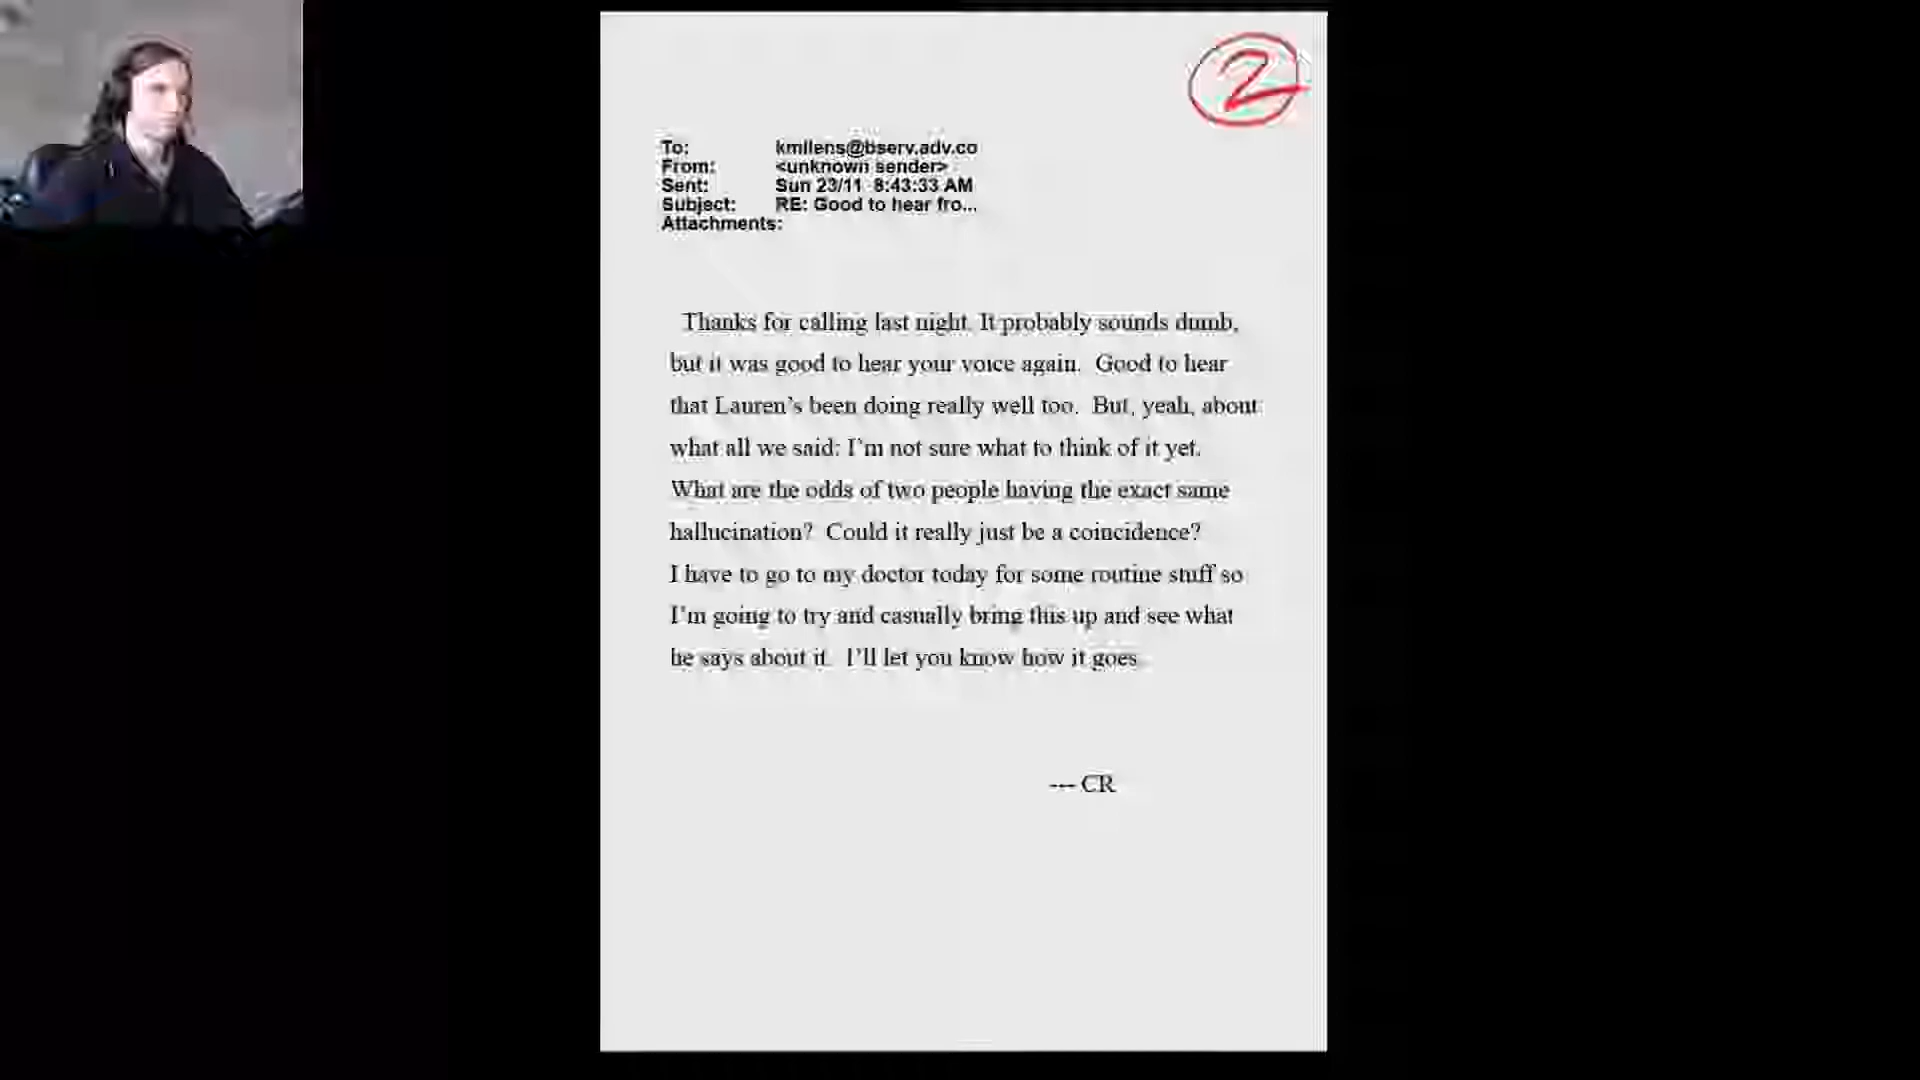 2
To: kmilens@bserv.adv.co
From: <unknown sender>
Sent: Sun 23/11 8:43:33 AM
Subject: RE: Good to hear fro...
Attachments:
Thanks for calling last night. It probably sounds dumb,
but it was good to hear your voice again. Good to hear
that Lauren's been doing really well too. But, yeah, about
what all we said: I'm not sure what to think of it yet.
What are the odds of two people having the exact same
hallucination? Could it really just be a coincidence?
I have to go to my doctor today for some routine stuff so
I'm going to try and casually bring this up and see what
he says about it. I'll let you know how it goes.
--- CR